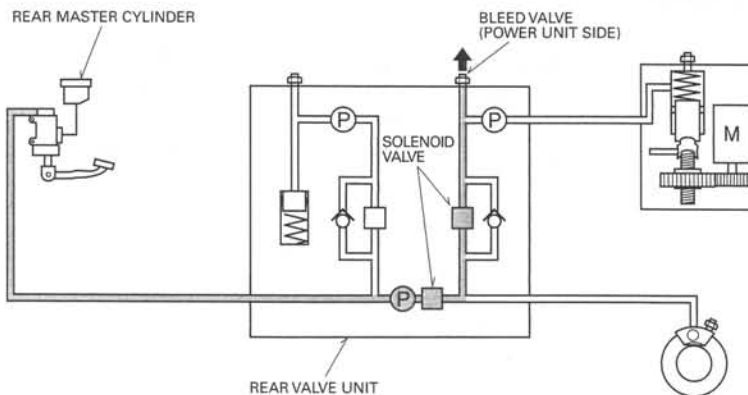 REAR MASTER CYLINDER
BLEED VALVE
(POWER UNIT SIDE)
P
P
SOLENOID
VALVE
M
P
REAR VALVE UNIT